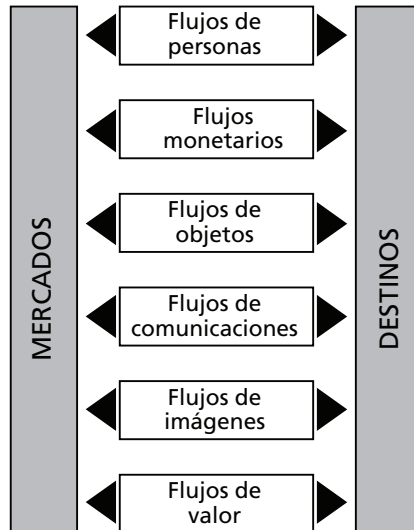 MERCADOS
Flujos de
personas
Flujos
monetarios
Flujos de
objetos
Flujos de
comunicaciones
Flujos de
imágenes
Flujos de
valor
DESTINOS